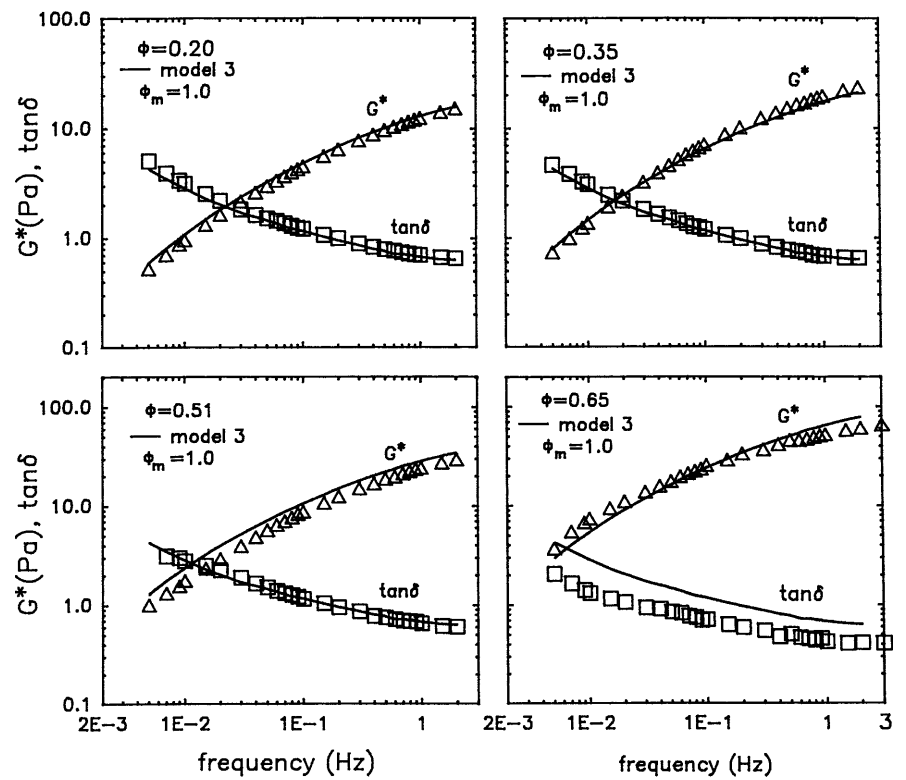 100.0
10.0
1.0
0.1
G*(Pa), tanδ
ϕ=0.20
model 3
ϕm=1.0
G*
tanδ
ϕ=0.35
model 3
ϕm=1.0
G*
tanδ
100.0
10.0
1.0
0.1
G*(Pa), tanδ
ϕ=0.51
model 3
ϕm=1.0
G*
tanδ
2E-3
1E-2
1E-1
1
frequency (Hz)
ϕ=0.65
model 3
ϕm=1.0
G*
tanδ
2E-3
1E-2
1E-1
1
3
frequency (Hz)